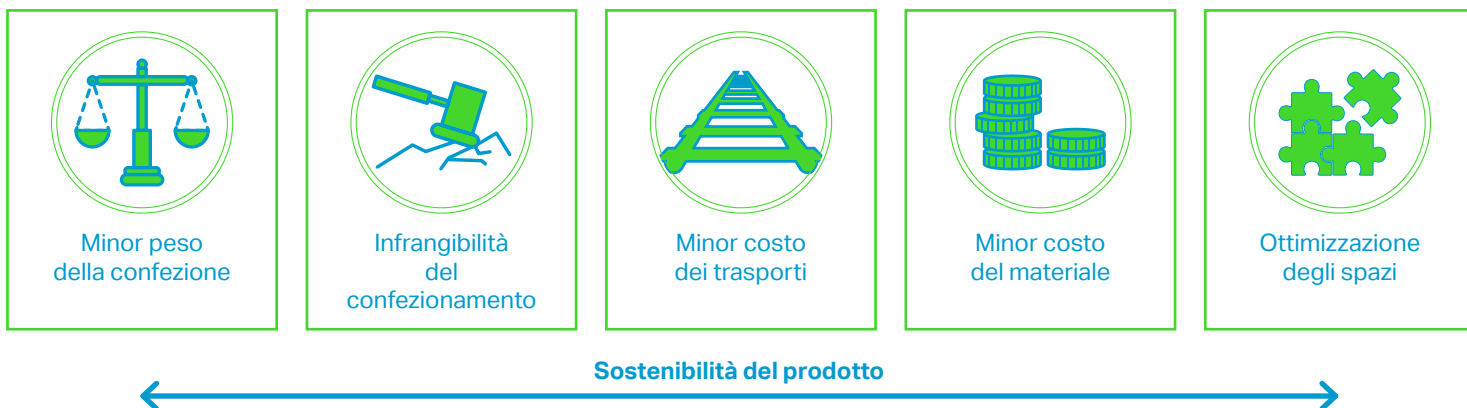 Minor peso
della confezione
Infrangibilità
del
confezionamento
Minor costo
dei trasporti
Minor costo
del materiale
Ottimizzazione
degli spazi
Sostenibilità del prodotto